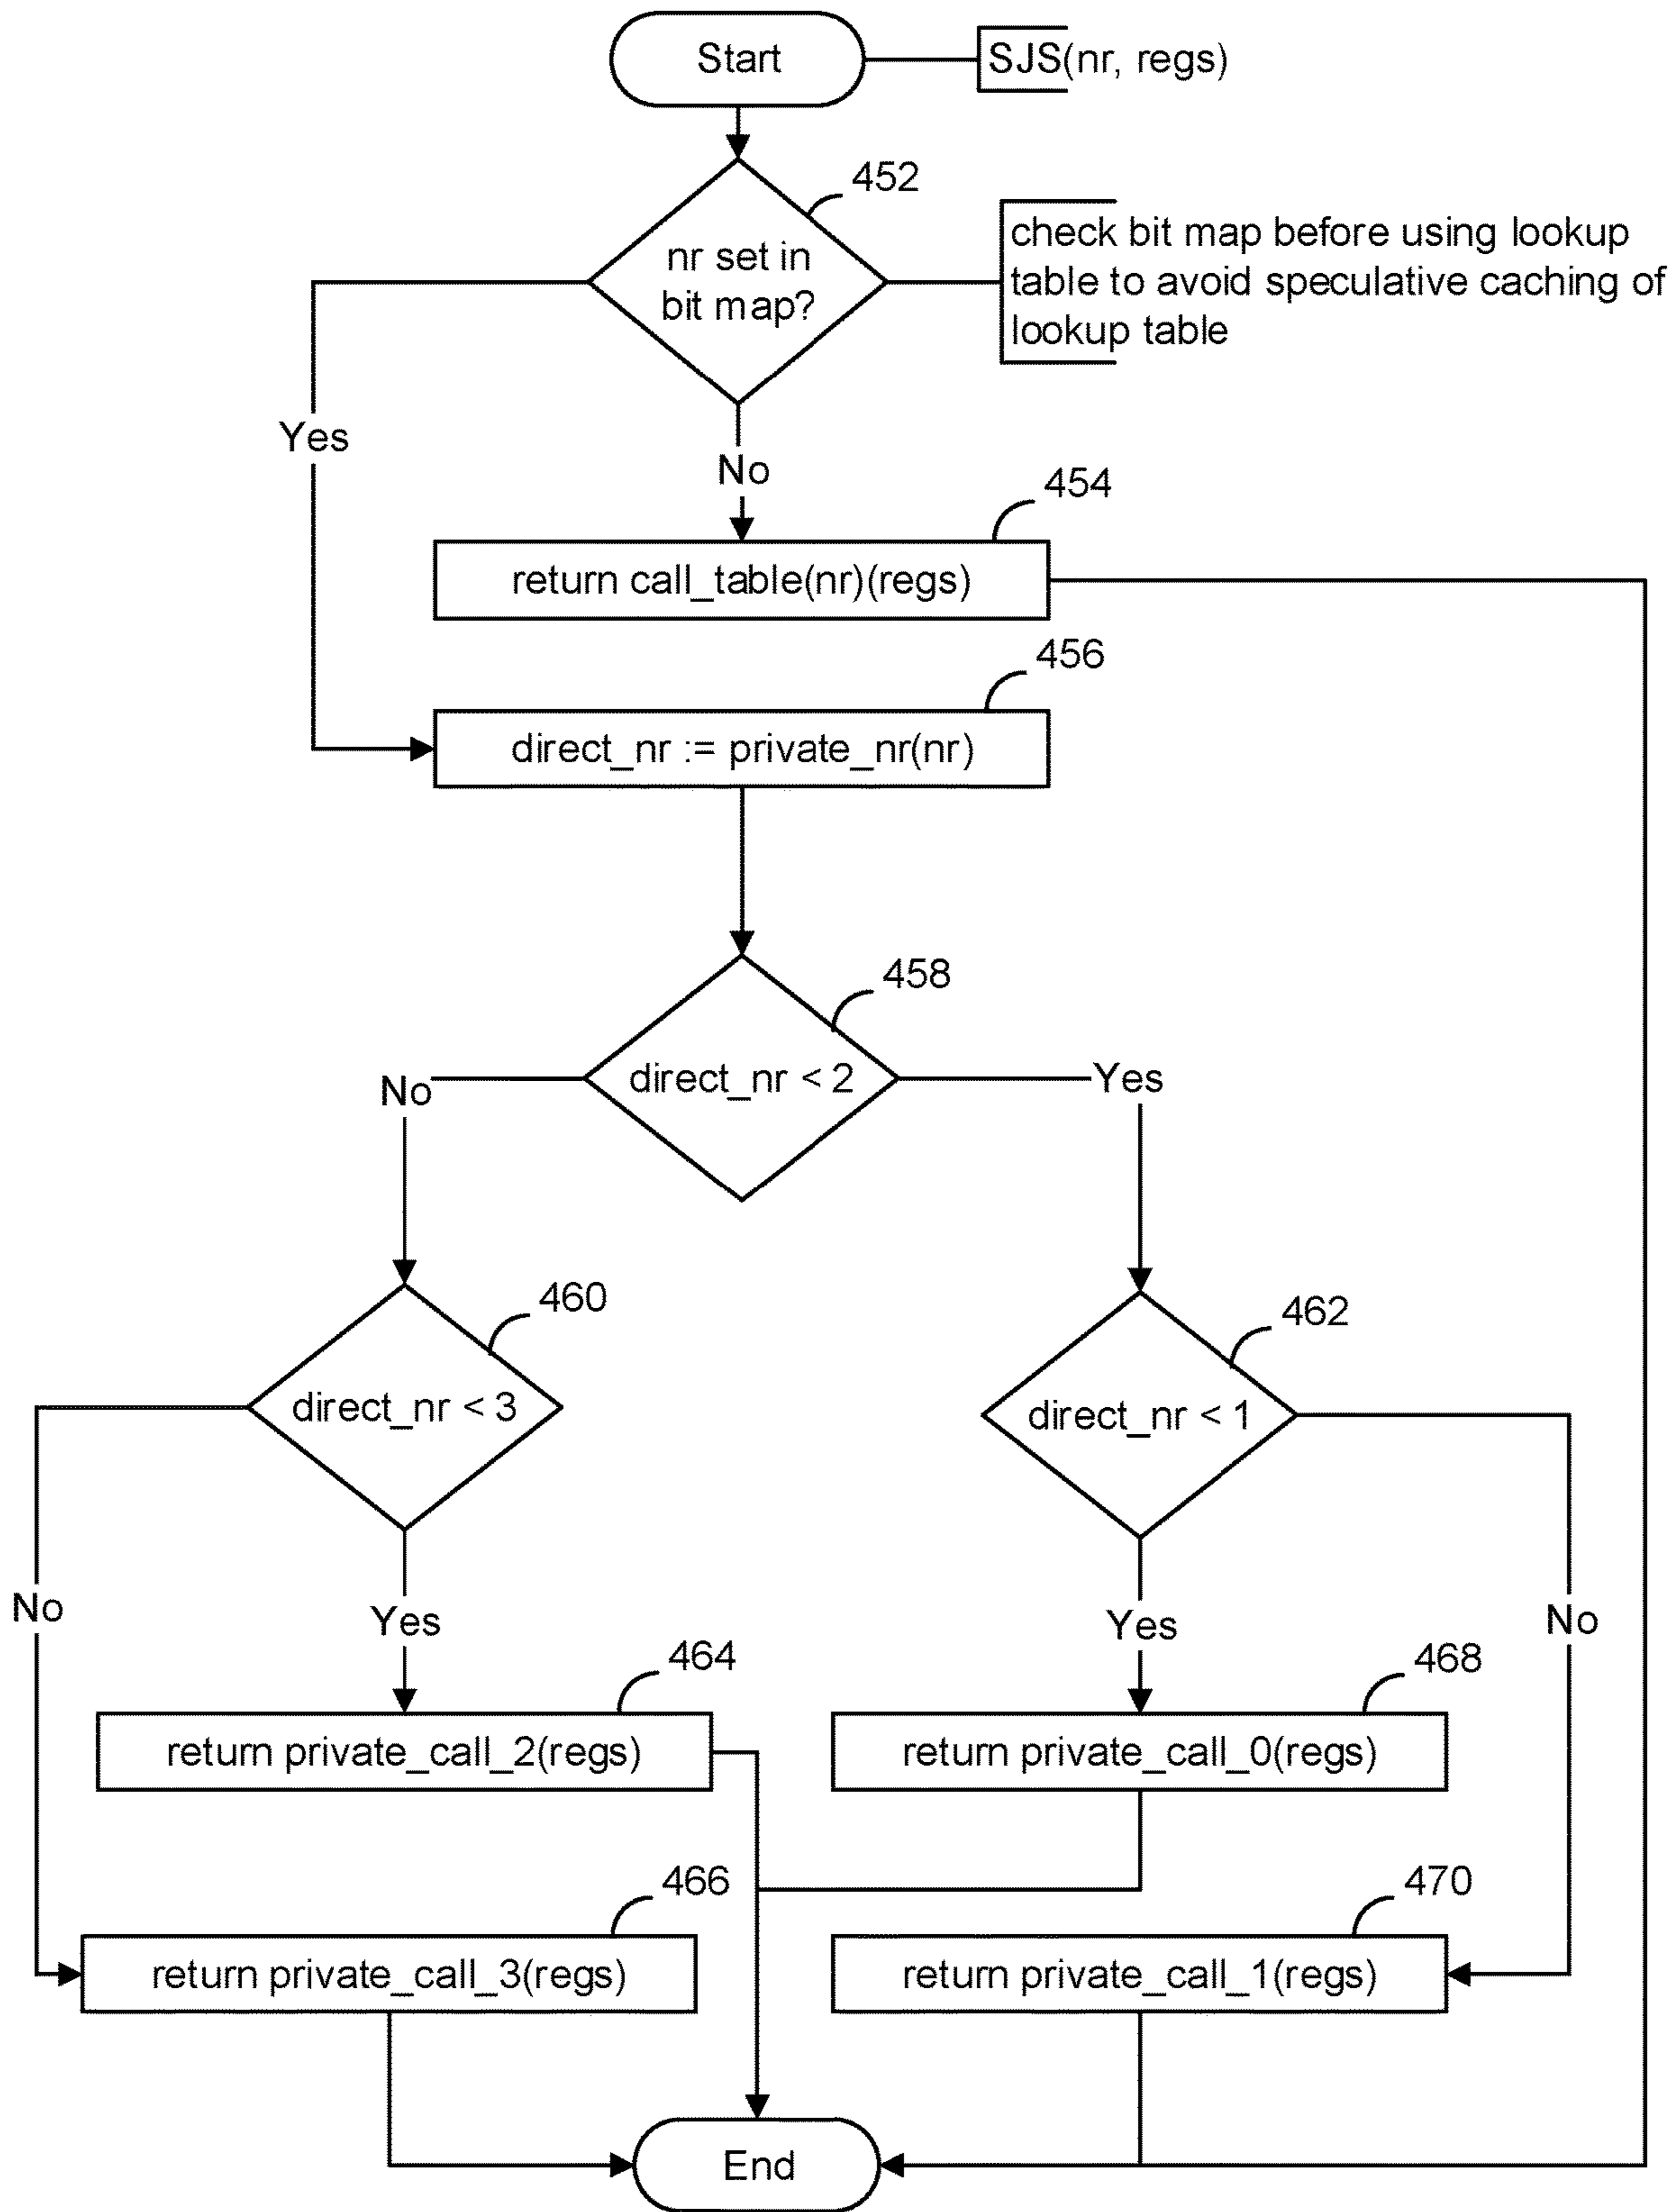 Start
SJS(nr, regs)
452
nr set in
bit map?
check bit map before using lookup
table to avoid speculative caching of
lookup table
Yes
No
454
return call_table(nr)(regs)
456
direct_nr := private_nr(nr)
458
direct_nr < 2
No
Yes
460
direct_nr < 3
462
direct_nr < 1
No
Yes
Yes
No
464
return private_call_2(regs)
468
return private_call_0(regs)
466
return private_call_3(regs)
470
return private_call_1(regs)
End